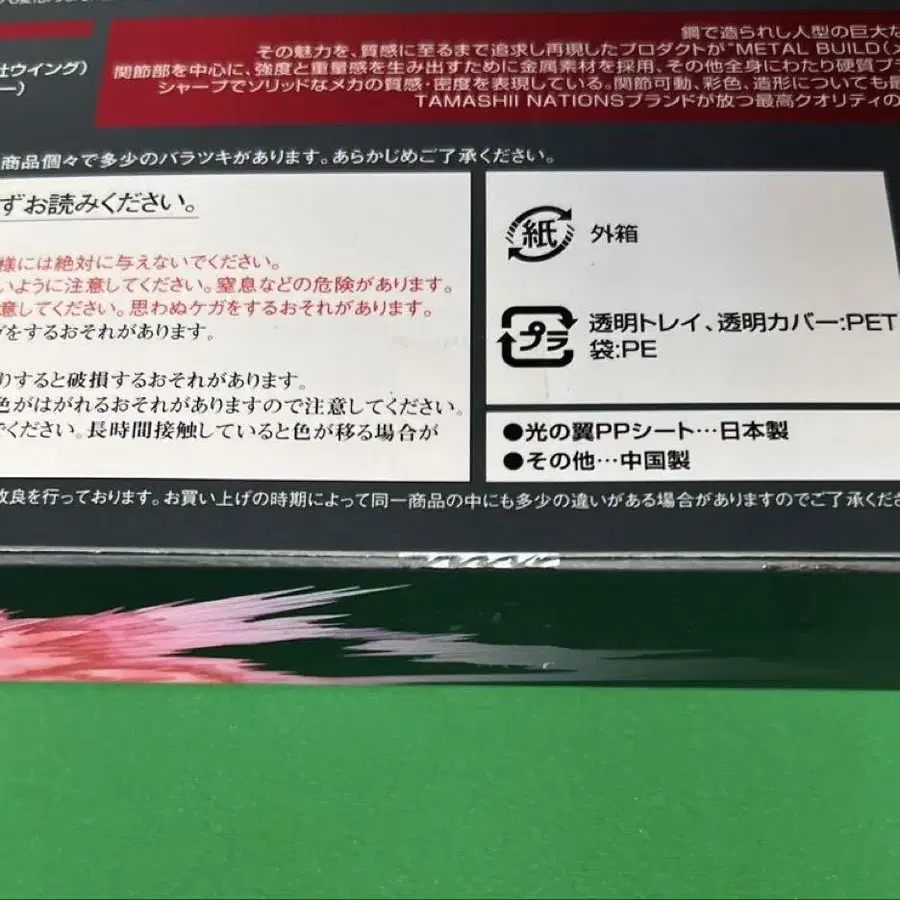 鋼で造られし人型の巨大な
その魅力を、質感に至るまで追求し再現したプロダクトが"METAL BUILD(メ
関節部を中心に、強度と重量感を生み出すために金属素材を採用、その他全身にわたり硬質プラ
シャープでソリッドなメカの質感・密度を表現している。関節可動、彩色、造形についても最
TAMASHII NATIONSブランドが放つ最高クオリティの
ウイング)
ー)
商品個々で多少のバラツキがあります。あらかじめご了承ください。
ずお読みください。
様には絶対に与えないでください。
いように注意してください。窒息などの危険があります。
意してください。思わぬケガをするおそれがあります。
をするおそれがあります。
りすると破損するおそれがあります。
色がはがれるおそれがありますので注意してください。
でください。長時間接触していると色が移る場合が
紙 外箱
プラ 透明トレイ、透明カバー:PET
袋:PE
●光の翼PPシート…日本製
●その他…中国製
改良を行っております。お買い上げの時期によって同一商品の中にも多少の違いがある場合がありますのでご了承くださ